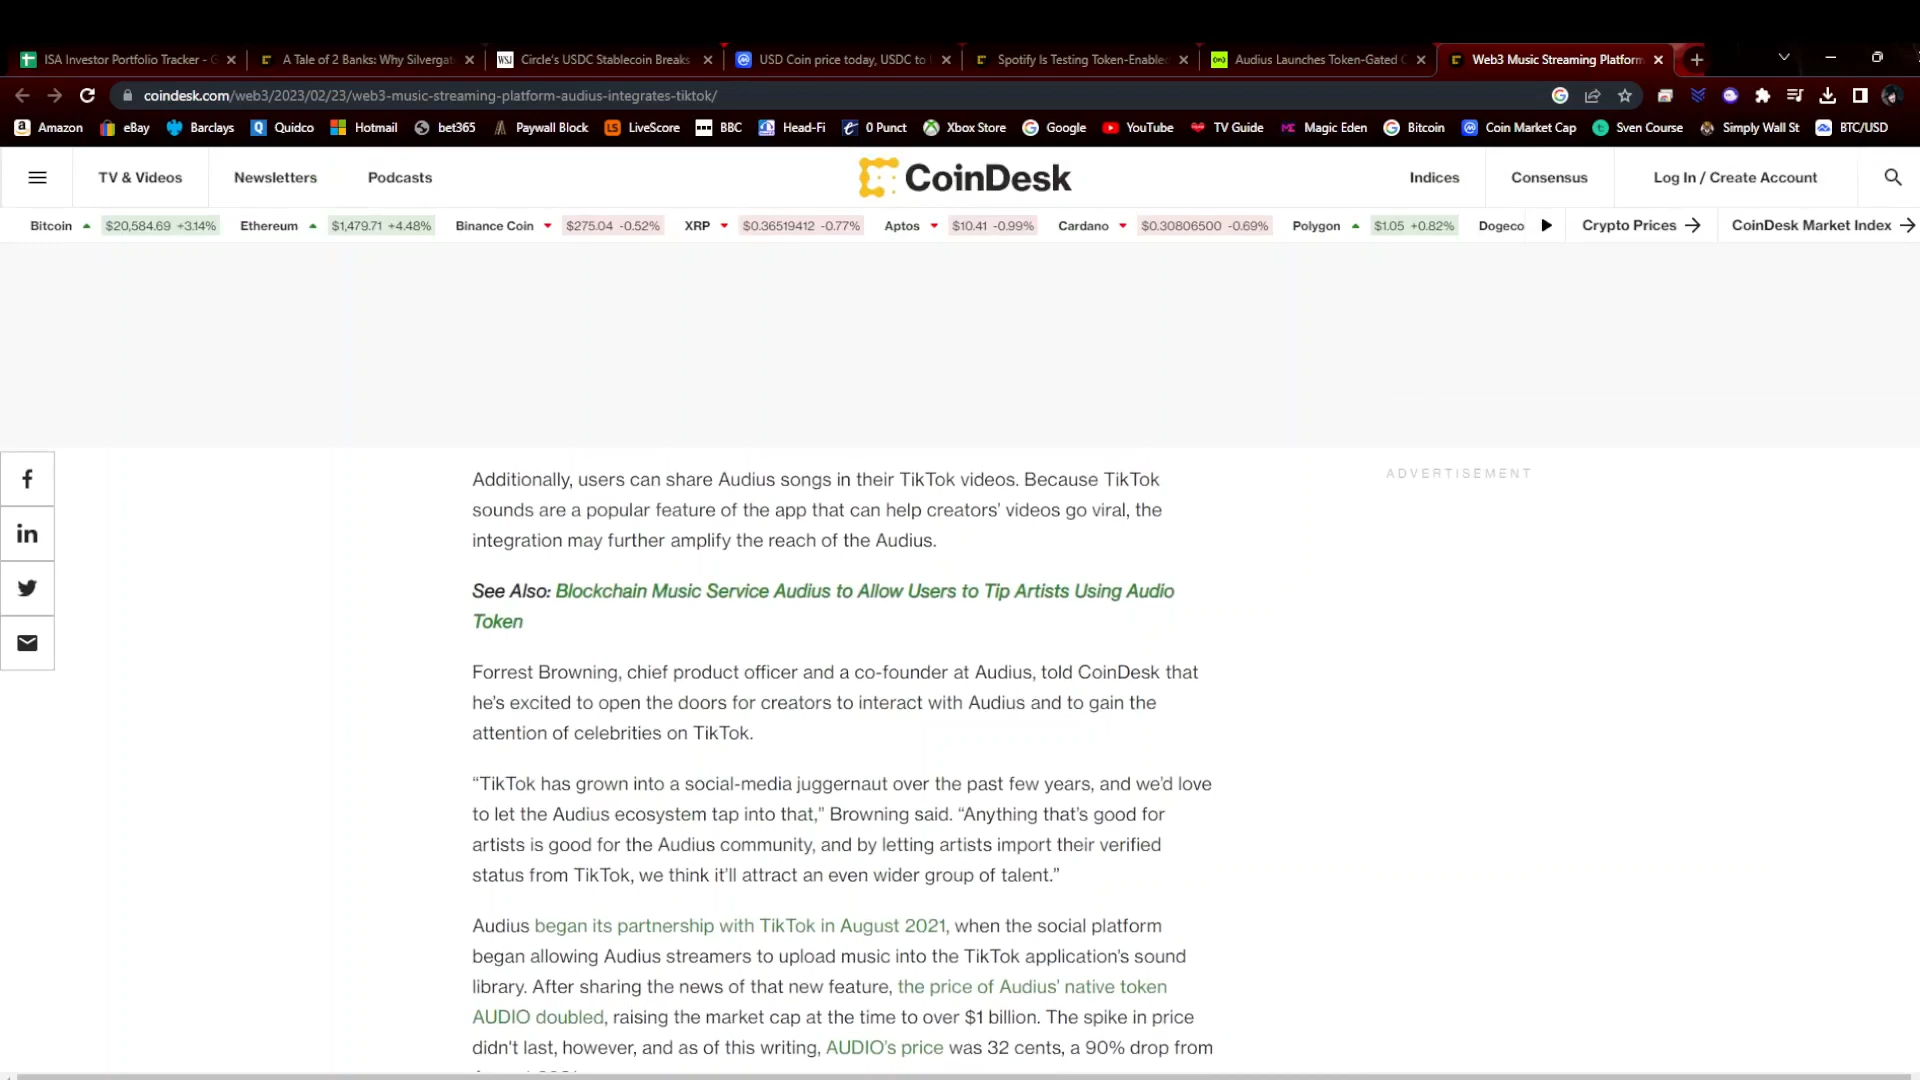 ISA Investor Portfolio Tracker - G
A Tale of 2 Banks: Why Silvergat
WSJ Circle's USDC Stablecoin Breaks
USD Coin price today, USDC to
Spotify Is Testing Token-Enabled
Audius Launches Token-Gated C
Web3 Music Streaming Platform
coindesk.com/web3/2023/02/23/web3-music-streaming-platform-audius-integrates-tiktok/
Amazon eBay Barclays Quidco Hotmail bet365 Paywall Block LiveScore BBC Head-Fi 0 Punct Xbox Store Google YouTube TV Guide Magic Eden Bitcoin Coin Market Cap Sven Course Simply Wall St BTC/USD
TV & Videos Newsletters Podcasts CoinDesk Indices Consensus Log In / Create Account
Bitcoin $20,584.69 +3.14% Ethereum $1,479.71 +4.48% Binance Coin $275.04 -0.52% XRP $0.36519412 -0.77% Aptos $10.41 -0.99% Cardano $0.30806500 -0.69% Polygon $1.05 +0.82% Dogeco Crypto Prices → CoinDesk Market Index →
ADVERTISEMENT
Additionally, users can share Audius songs in their TikTok videos. Because TikTok
sounds are a popular feature of the app that can help creators' videos go viral, the
integration may further amplify the reach of the Audius.
See Also: Blockchain Music Service Audius to Allow Users to Tip Artists Using Audio
Token
Forrest Browning, chief product officer and a co-founder at Audius, told CoinDesk that
he's excited to open the doors for creators to interact with Audius and to gain the
attention of celebrities on TikTok.
“TikTok has grown into a social-media juggernaut over the past few years, and we'd love
to let the Audius ecosystem tap into that,” Browning said. “Anything that's good for
artists is good for the Audius community, and by letting artists import their verified
status from TikTok, we think it'll attract an even wider group of talent.”
Audius began its partnership with TikTok in August 2021, when the social platform
began allowing Audius streamers to upload music into the TikTok application's sound
library. After sharing the news of that new feature, the price of Audius' native token
AUDIO doubled, raising the market cap at the time to over $1 billion. The spike in price
didn't last, however, and as of this writing, AUDIO's price was 32 cents, a 90% drop from